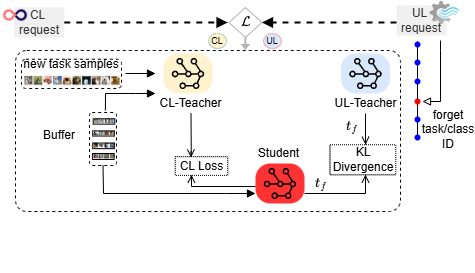 CL
request
ℒ
UL
request
CL
UL
new task samples
CL-Teacher
UL-Teacher
Buffer
t_f
forget
task/class
ID
CL Loss
Student
KL
Divergence
t_f